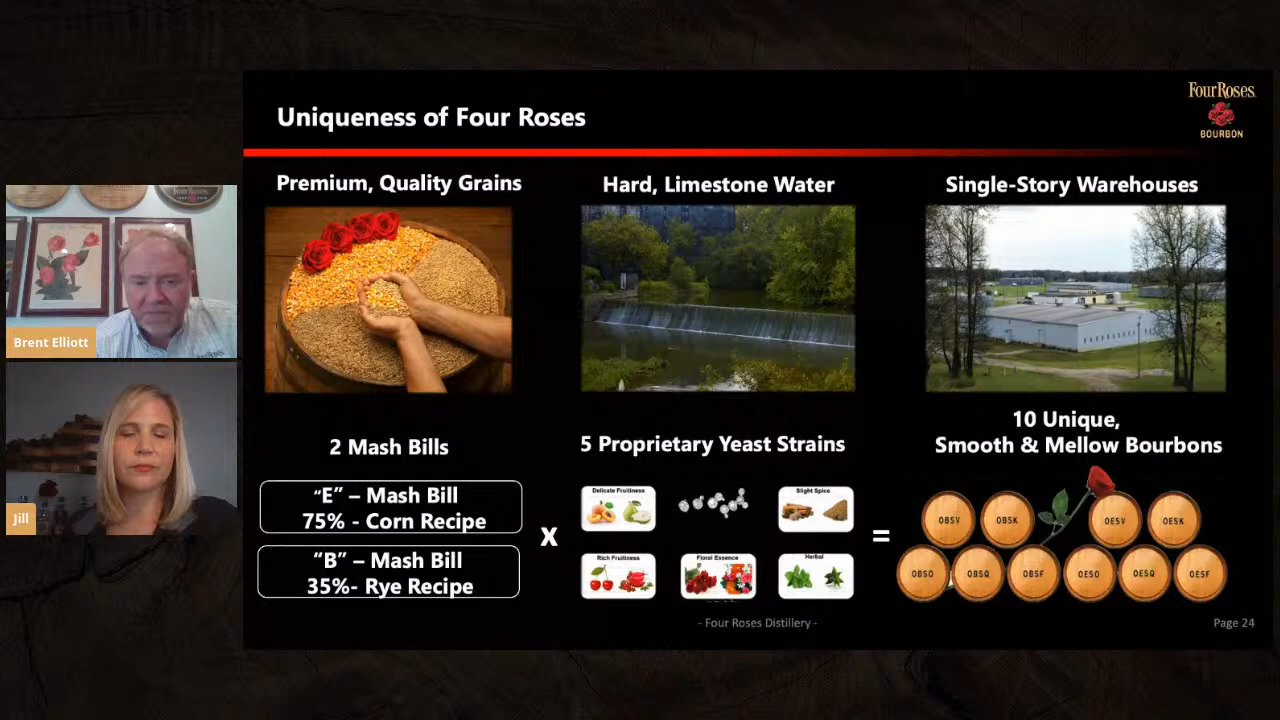 Uniqueness of Four Roses
FourRoses.
BOURBON
Premium, Quality Grains
Hard, Limestone Water
Single-Story Warehouses
Brent Elliott
Jill
2 Mash Bills
5 Proprietary Yeast Strains
10 Unique,
Smooth & Mellow Bourbons
“E” – Mash Bill
75% - Corn Recipe
“B” – Mash Bill
35%- Rye Recipe
x
Delicate Fruitiness
Slight Spice
Rich Fruitiness
Floral Essence
Herbal
=
OBSV
OBSK
OESV
OESK
OBSO
OBSQ
OBSF
OESO
OESQ
OESF
- Four Roses Distillery -
Page 24